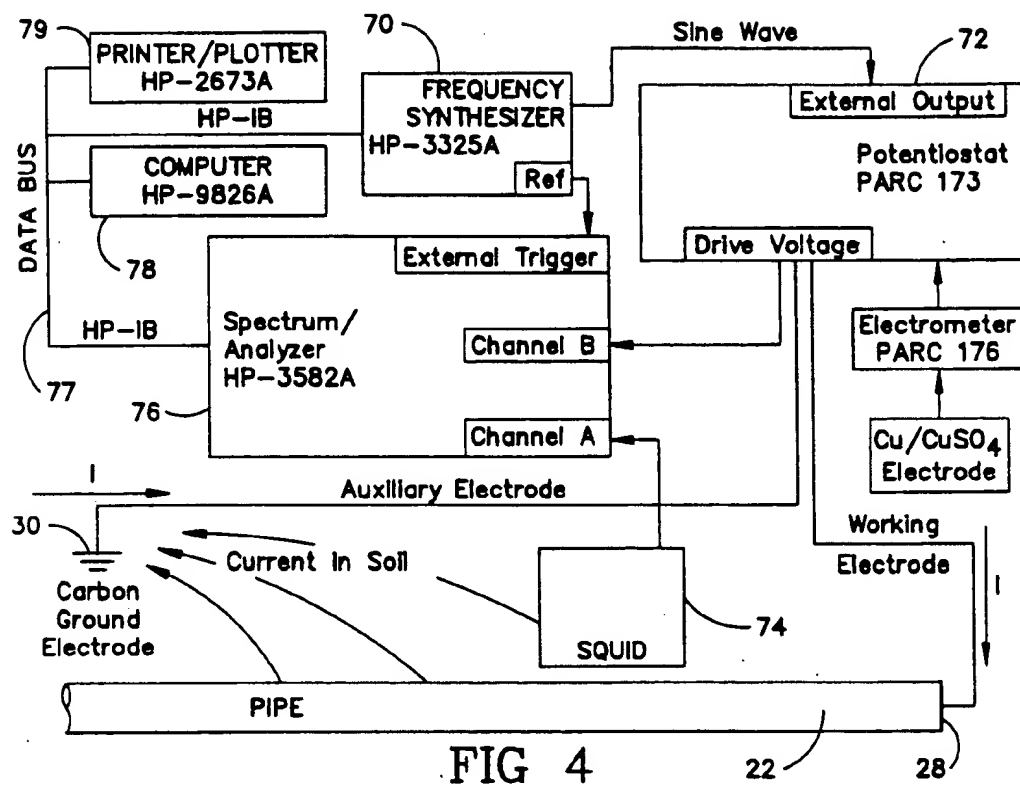 79
PRINTER/PLOTTER
HP-2673A
HP-IB
COMPUTER
HP-9826A
78
DATA BUS
77
HP-IB
70
FREQUENCY
SYNTHESIZER
HP-3325A
Ref
Sine Wave
72
External Output
Potentiostat
PARC 173
Drive Voltage
External Trigger
Spectrum/
Analyzer
HP-3582A
76
Channel B
Channel A
Electrometer
PARC 176
Cu/CuSO4
Electrode
I
Auxiliary Electrode
30
Carbon
Ground
Electrode
Current In Soil
SQUID
74
Working
Electrode
I
PIPE
22
28
FIG 4